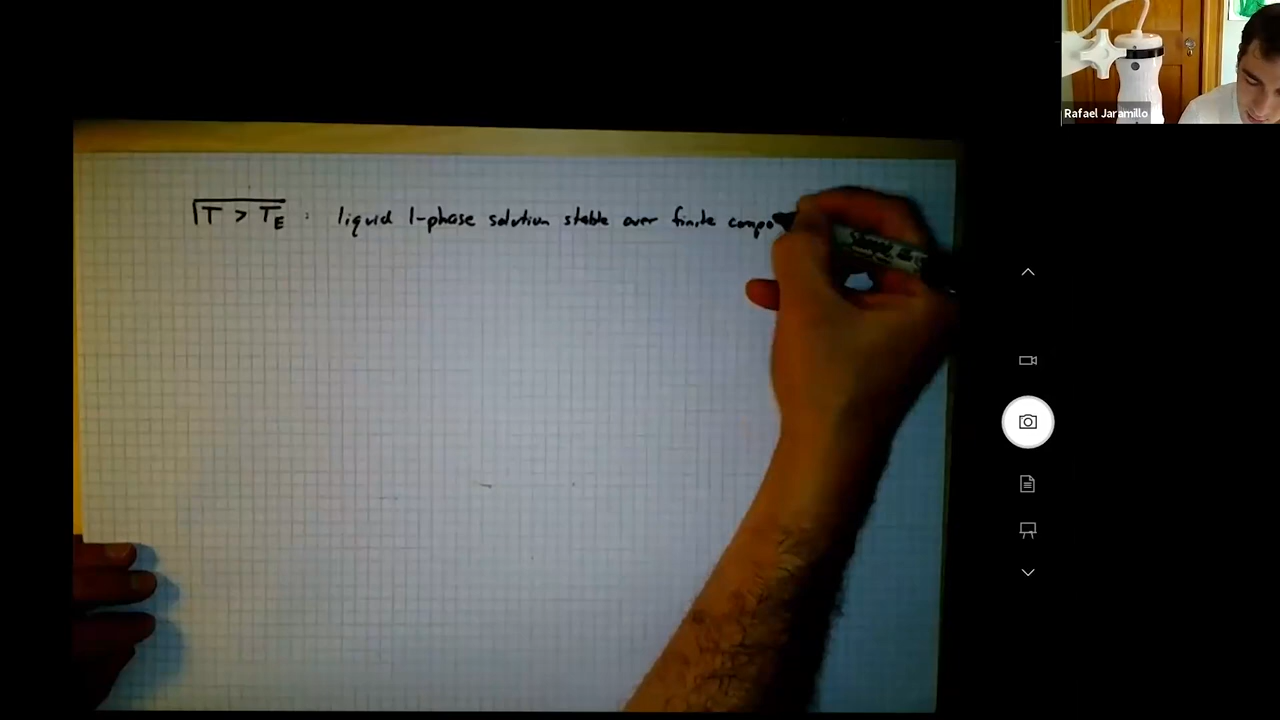 Rafael Jaramillo
T > T_E : liquid 1-phase solution stable over finite compo